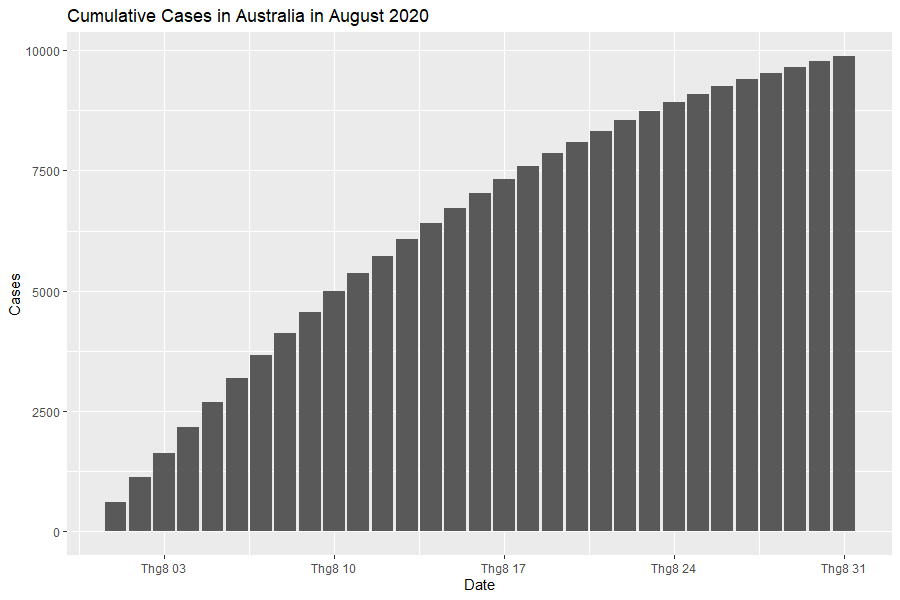 Cumulative Cases in Australia in August 2020
10000
7500
5000
2500
0
Cases
Thg8 03
Thg8 10
Thg8 17
Thg8 24
Thg8 31
Date